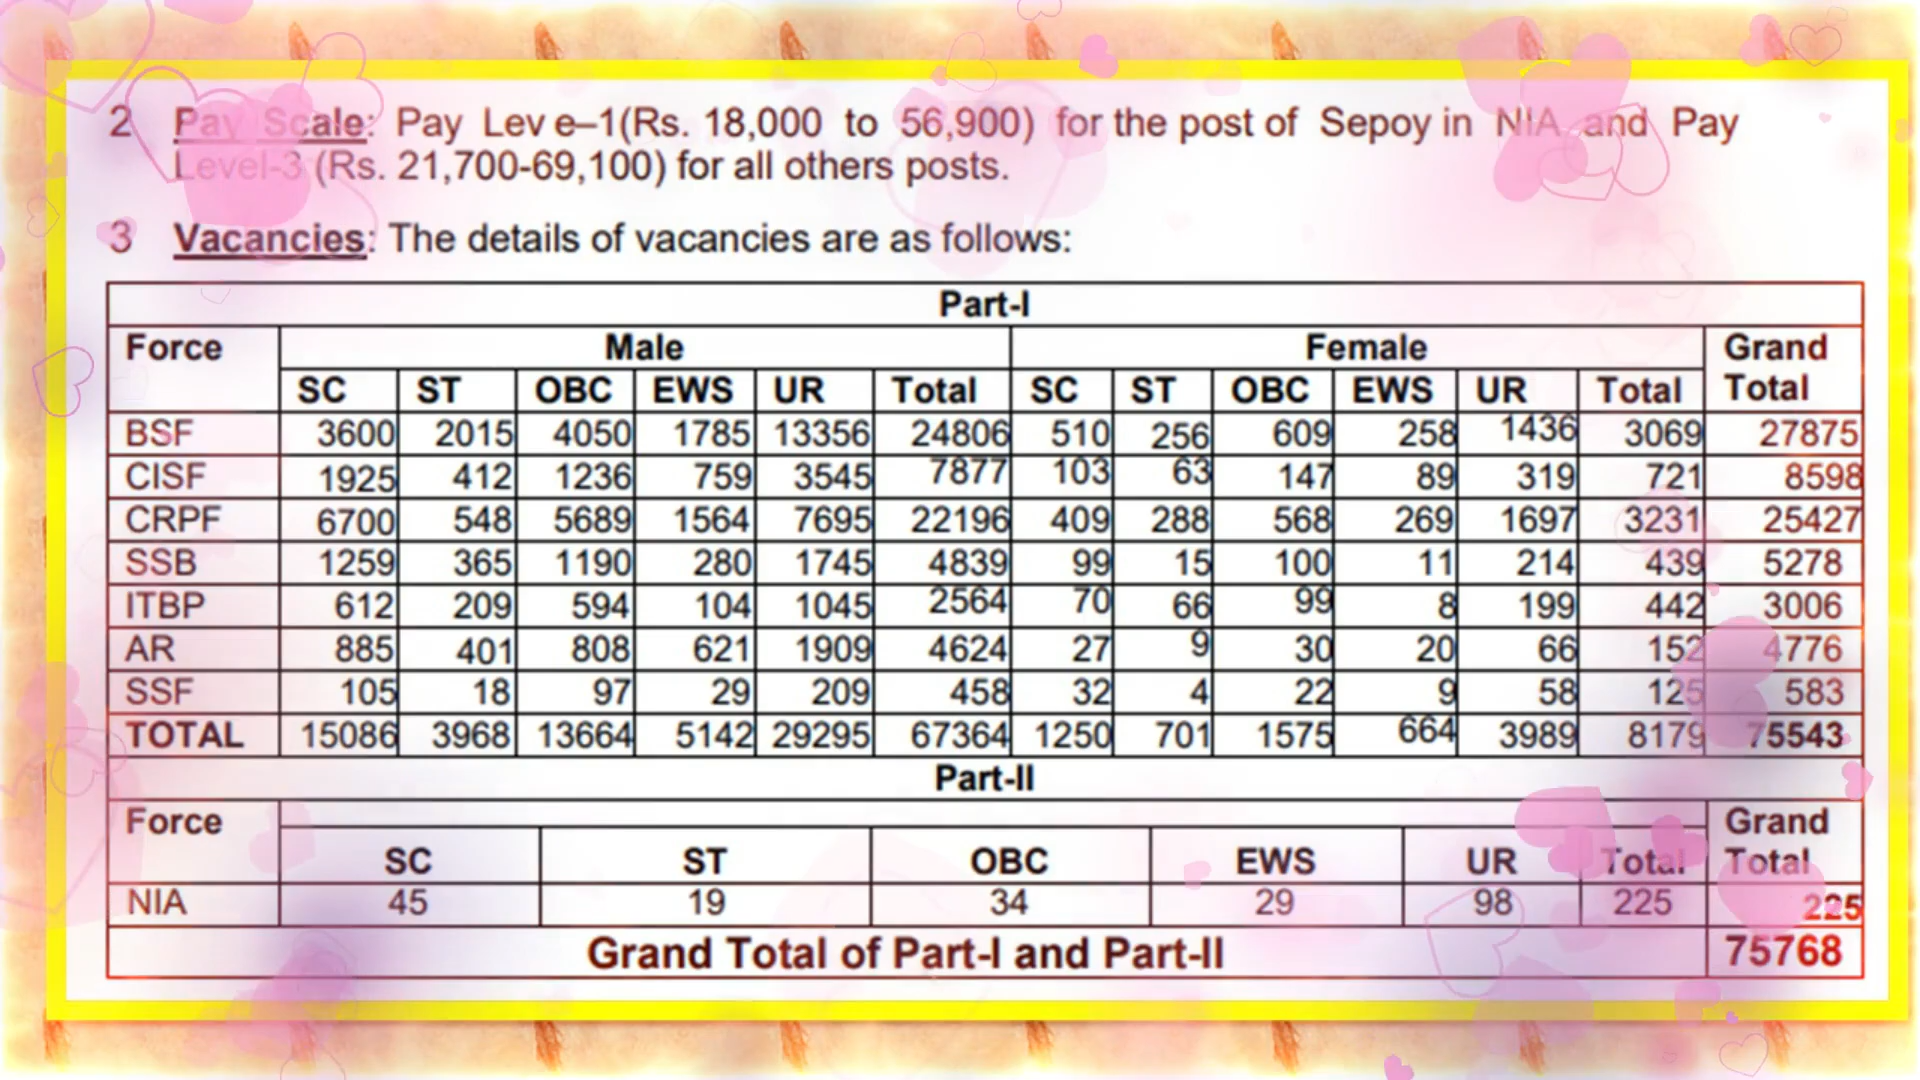 2 Pay Scale: Pay Lev e–1(Rs. 18,000 to 56,900) for the post of Sepoy in NIA and Pay
Level-3 (Rs. 21,700-69,100) for all others posts.
3 Vacancies: The details of vacancies are as follows:
Part-I
Force Male Female Grand Total
SC ST OBC EWS UR Total SC ST OBC EWS UR Total
BSF 3600 2015 4050 1785 13356 24806 510 256 609 258 1436 3069 27875
CISF 1925 412 1236 759 3545 7877 103 63 147 89 319 721 8598
CRPF 6700 548 5689 1564 7695 22196 409 288 568 269 1697 3231 25427
SSB 1259 365 1190 280 1745 4839 99 15 100 11 214 439 5278
ITBP 612 209 594 104 1045 2564 70 66 99 8 199 442 3006
AR 885 401 808 621 1909 4624 27 9 30 20 66 152 4776
SSF 105 18 97 29 209 458 32 4 22 9 58 125 583
TOTAL 15086 3968 13664 5142 29295 67364 1250 701 1575 664 3989 8179 75543
Part-II
Force Grand Total
SC ST OBC EWS UR Total
NIA 45 19 34 29 98 225 225
Grand Total of Part-I and Part-II 75768